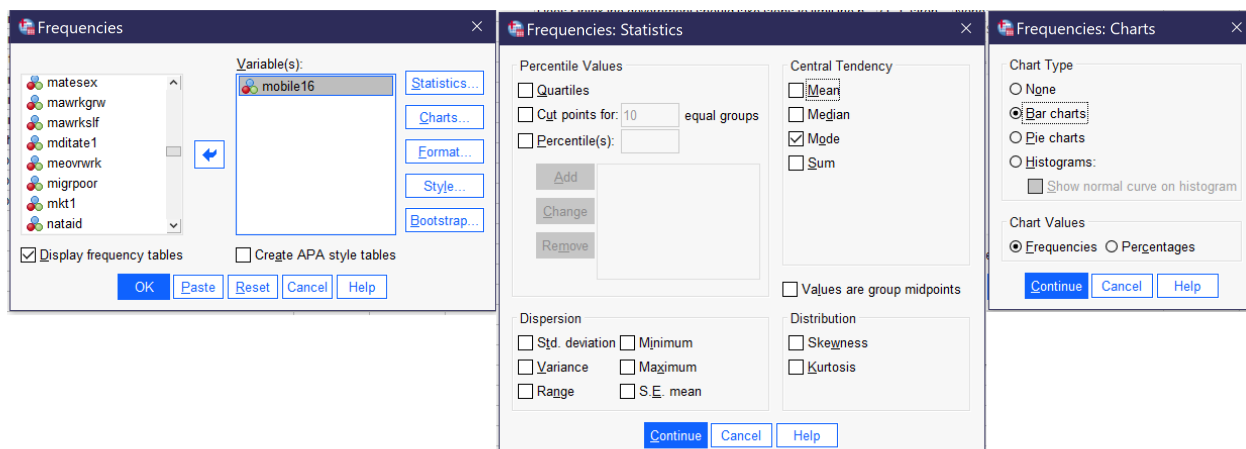 Frequencies
Variable(s):
matesex
mawrkgrw
mawrkslf
mditate1
meovrwrk
migrpoor
mkt1
nataid
mobile16
Statistics...
Charts...
Format...
Style...
Bootstrap...
Display frequency tables
Create APA style tables
OK Paste Reset Cancel Help
Frequencies: Statistics
Percentile Values
Quartiles
Cut points for: 10 equal groups
Percentile(s):
Add
Change
Remove
Central Tendency
Mean
Median
Mode
Sum
Values are group midpoints
Dispersion
Std. deviation Minimum
Variance Maximum
Range S.E. mean
Distribution
Skewness
Kurtosis
Continue Cancel Help
Frequencies: Charts
Chart Type
None
Bar charts
Pie charts
Histograms:
Show normal curve on histogram
Chart Values
Frequencies Percentages
Continue Cancel Help